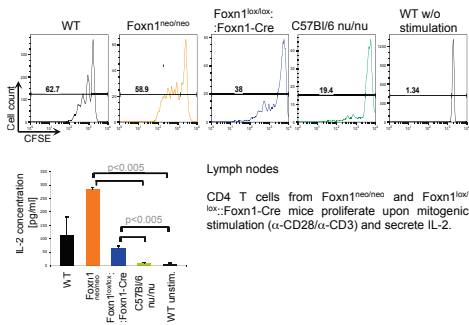 WT
Foxn1neo/neo
Foxn1lox/lox:
:Foxn1-Cre
C57Bl/6 nu/nu
WT w/o
stimulation
Cell count
62.7
58.9
38
19.4
1.34
CFSE
IL-2 concentration
[pg/ml]
350
300
250
200
150
100
50
0
p<0.005
p<0.005
WT
Foxn1
neo/neo
Foxn1lox/lox:
:Foxn1-Cre
C57Bl/6
nu/nu
WT unstim.
Lymph nodes
CD4 T cells from Foxn1neo/neo and Foxn1lox/
lox::Foxn1-Cre mice proliferate upon mitogenic
stimulation (α-CD28/α-CD3) and secrete IL-2.